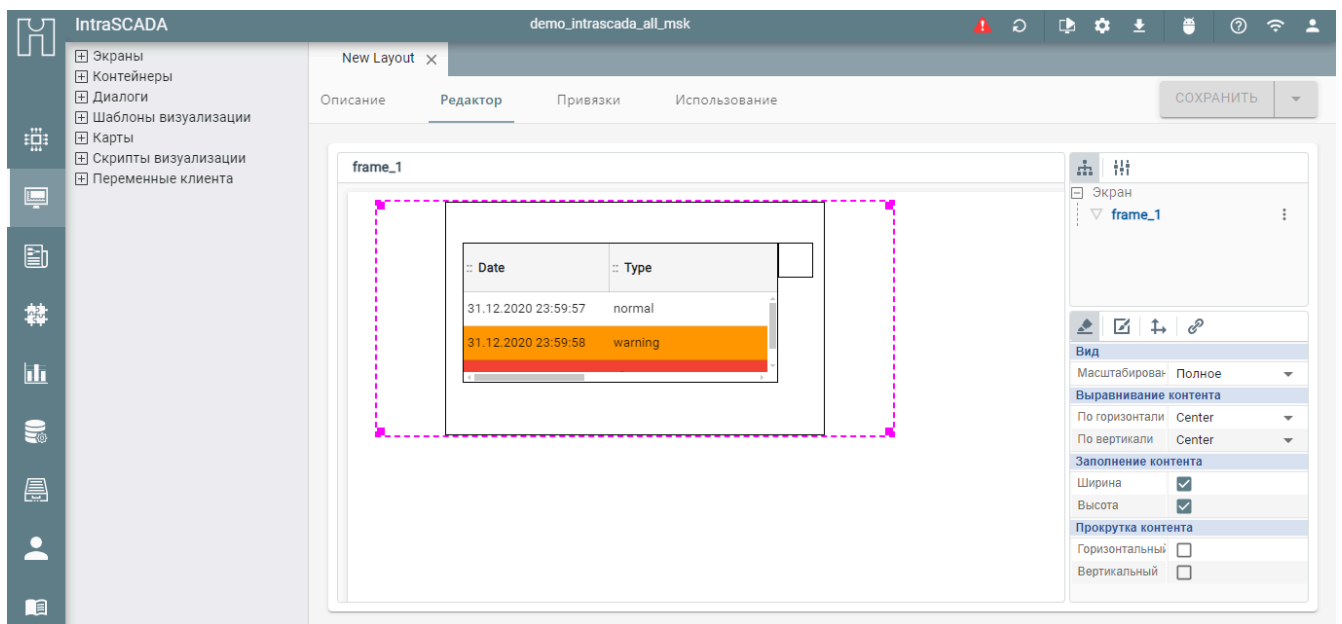 IntraSCADA
demo_intrascada_all_msk
Экраны
Контейнеры
Диалоги
Шаблоны визуализации
Карты
Скрипты визуализации
Переменные клиента
New Layout
Описание
Редактор
Привязки
Использование
СОХРАНИТЬ
frame_1
:: Date
:: Type
31.12.2020 23:59:57 normal
31.12.2020 23:59:58 warning
Экран
frame_1
Вид
Масштабирован Полное
Выравнивание контента
По горизонтали Center
По вертикали Center
Заполнение контента
Ширина
Высота
Прокрутка контента
Горизонтальный
Вертикальный